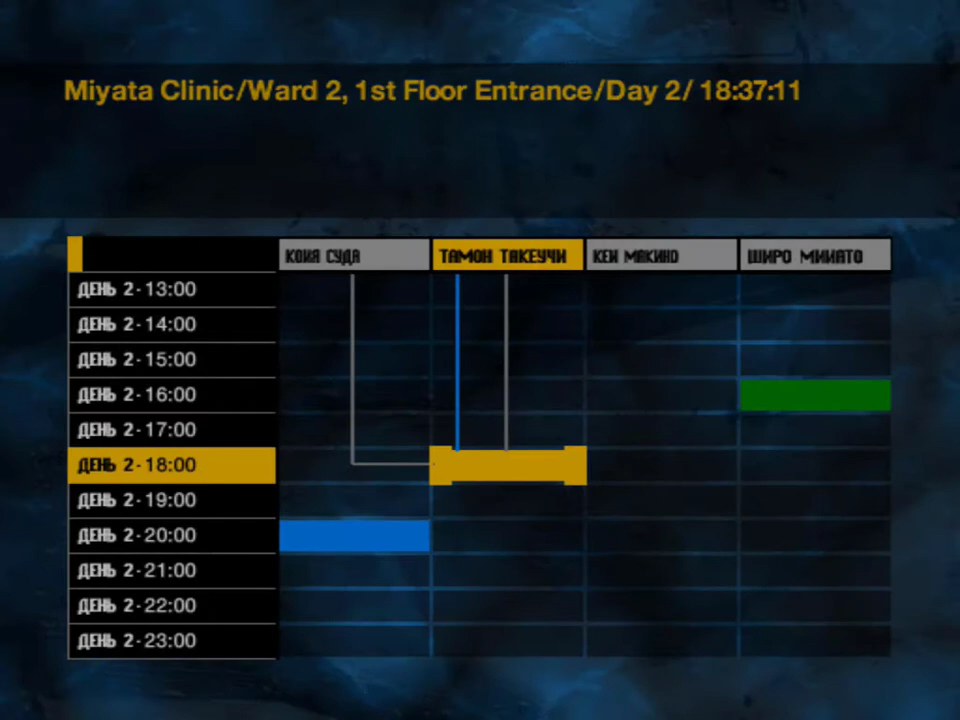 Miyata Clinic/Ward 2, 1st Floor Entrance/Day 2/ 18:37:11
КОИЯ СУДА ТАМОН ТАКЕУЧИ КЕИ МАКИНО ШИРО МИИАТО
ДЕНЬ 2-13:00
ДЕНЬ 2-14:00
ДЕНЬ 2-15:00
ДЕНЬ 2-16:00
ДЕНЬ 2-17:00
ДЕНЬ 2-18:00
ДЕНЬ 2-19:00
ДЕНЬ 2-20:00
ДЕНЬ 2-21:00
ДЕНЬ 2-22:00
ДЕНЬ 2-23:00